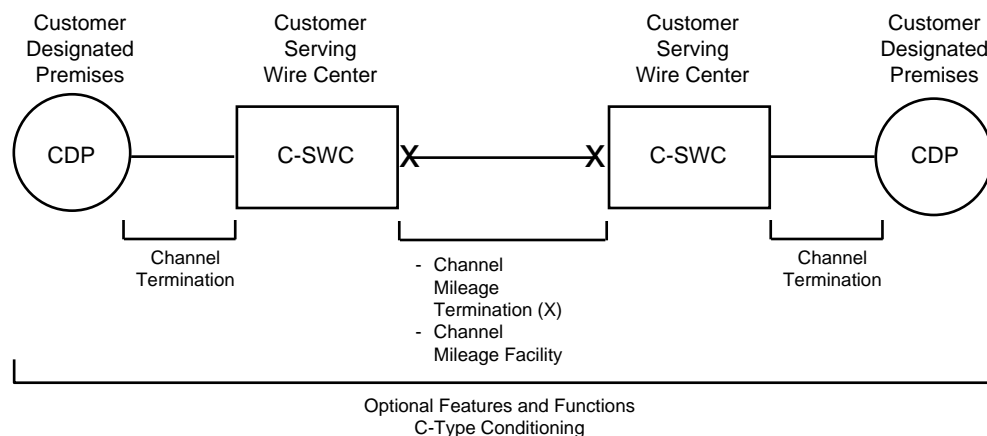 Customer
Designated
Premises
Customer
Serving
Wire Center
Customer
Serving
Wire Center
Customer
Designated
Premises
CDP
C-SWC
X
X
C-SWC
CDP
Channel
Termination
- Channel
Mileage
Termination (X)
- Channel
Mileage Facility
Channel
Termination
Optional Features and Functions
C-Type Conditioning